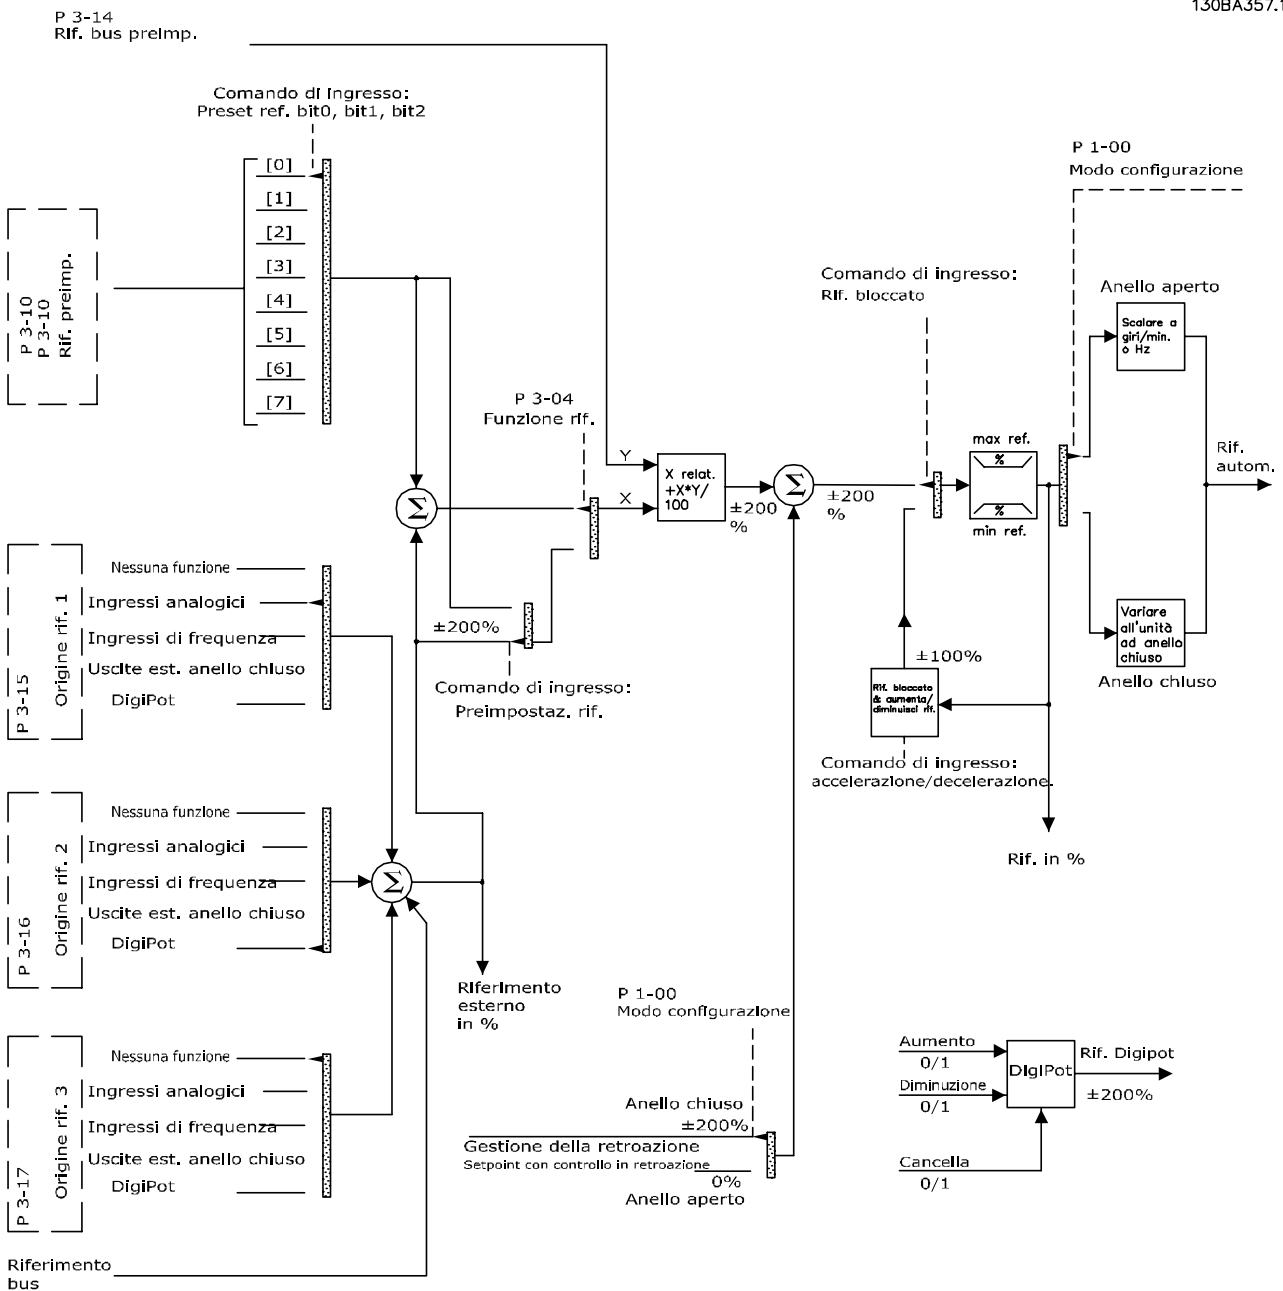 130BA357.1
P 3-14
Rif. bus preimp.
Comando di ingresso:
Preset ref. bit0, bit1, bit2
P 1-00
Modo configurazione
[0]
[1]
[2]
[3]
[4]
[5]
[6]
[7]
P 3-10
P 3-10
Rif. preimp.
Comando di ingresso:
Rif. bloccato
Anello aperto
Scalare a
giri/min.
o Hz
P 3-04
Funzione rif.
Y
X
X relat.
+X*Y/
100
±200
%
Σ
Σ
±200
%
max ref.
%
%
min ref.
Rif.
autom.
P 3-15
Origine rif. 1
Nessuna funzione
Ingressi analogici
Ingressi di frequenza
Uscite est. anello chiuso
DigiPot
±200%
Comando di ingresso:
Preimpostaz. rif.
±100%
Rif. bloccato
& aumenta/
diminuisci rif.
Comando di ingresso:
accelerazione/decelerazione.
Variare
all'unità
ad anello
chiuso
Anello chiuso
Rif. in %
P 3-16
Origine rif. 2
Nessuna funzione
Ingressi analogici
Ingressi di frequenza
Uscite est. anello chiuso
DigiPot
Σ
Riferimento
esterno
in %
P 3-17
Origine rif. 3
Nessuna funzione
Ingressi analogici
Ingressi di frequenza
Uscite est. anello chiuso
DigiPot
Riferimento
bus
P 1-00
Modo configurazione
Anello chiuso
±200%
Gestione della retroazione
Setpoint con controllo in retroazione
0%
Anello aperto
Aumento
0/1
Diminuzione
0/1
Cancella
0/1
DigiPot
Rif. Digipot
±200%